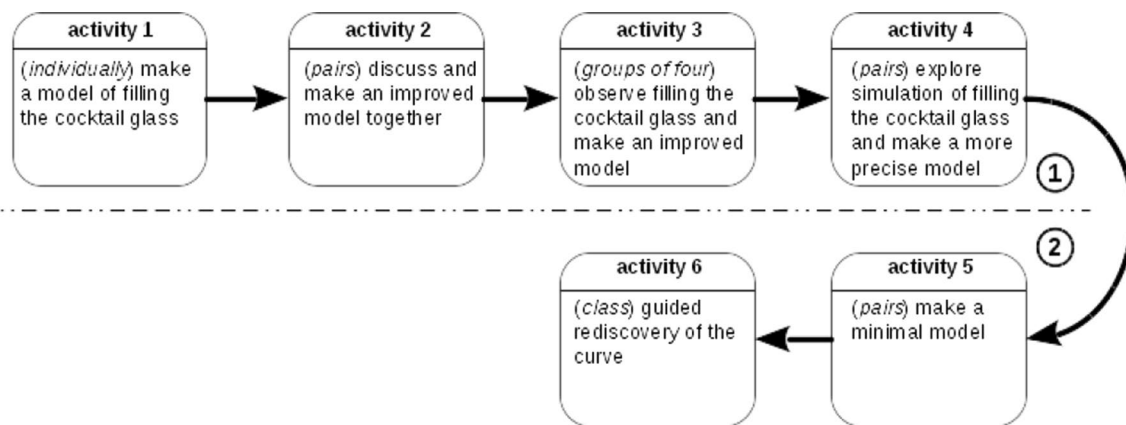 activity 1
(individually) make
a model of filling
the cocktail glass
activity 2
(pairs) discuss and
make an improved
model together
activity 3
(groups of four)
observe filling the
cocktail glass and
make an improved
model
activity 4
(pairs) explore
simulation of filling
the cocktail glass
and make a more
precise model
1
2
activity 6
(class) guided
rediscovery of the
curve
activity 5
(pairs) make a
minimal model